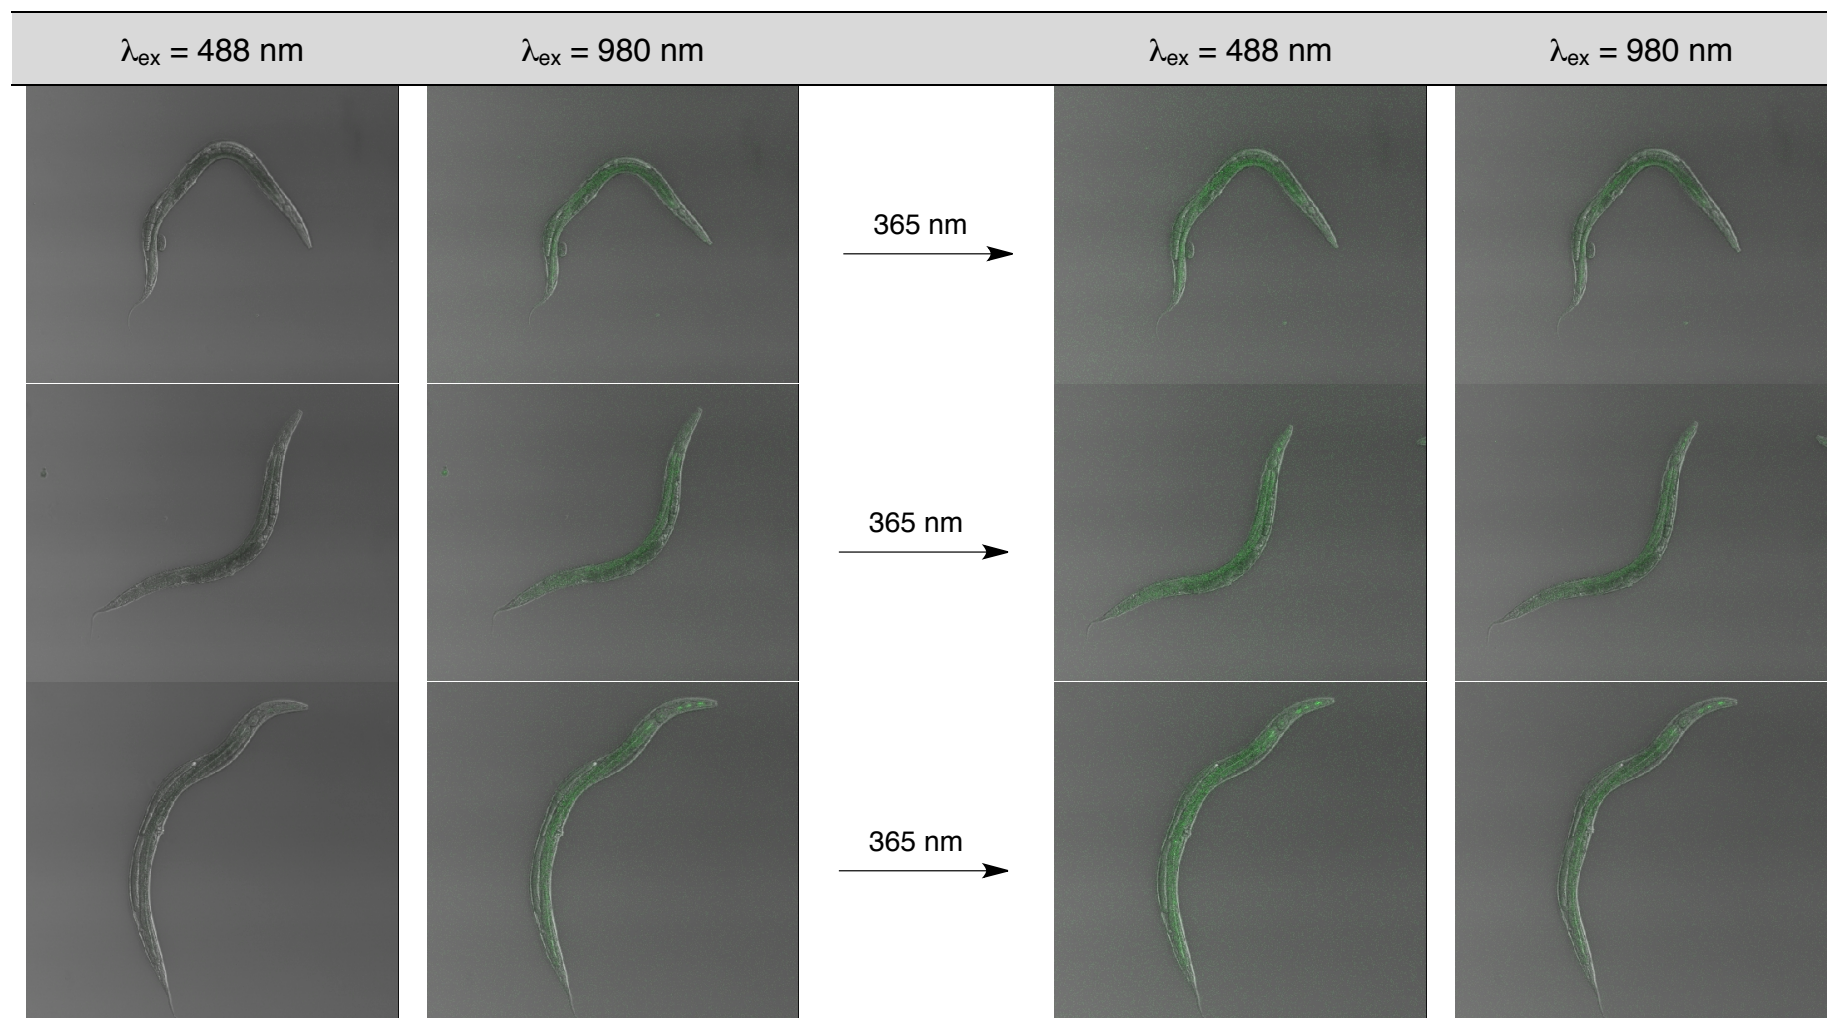 λex = 488 nm
λex = 980 nm
λex = 488 nm
λex = 980 nm
365 nm
365 nm
365 nm